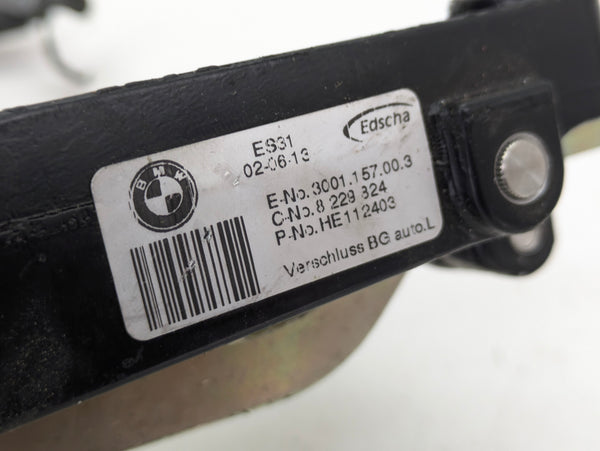 BMW
Edscha
ES31
02-06-13
E-No.3001.157.00.3
C-No.8 229 324
P-No.HE112403
Verschluss BG auto.L